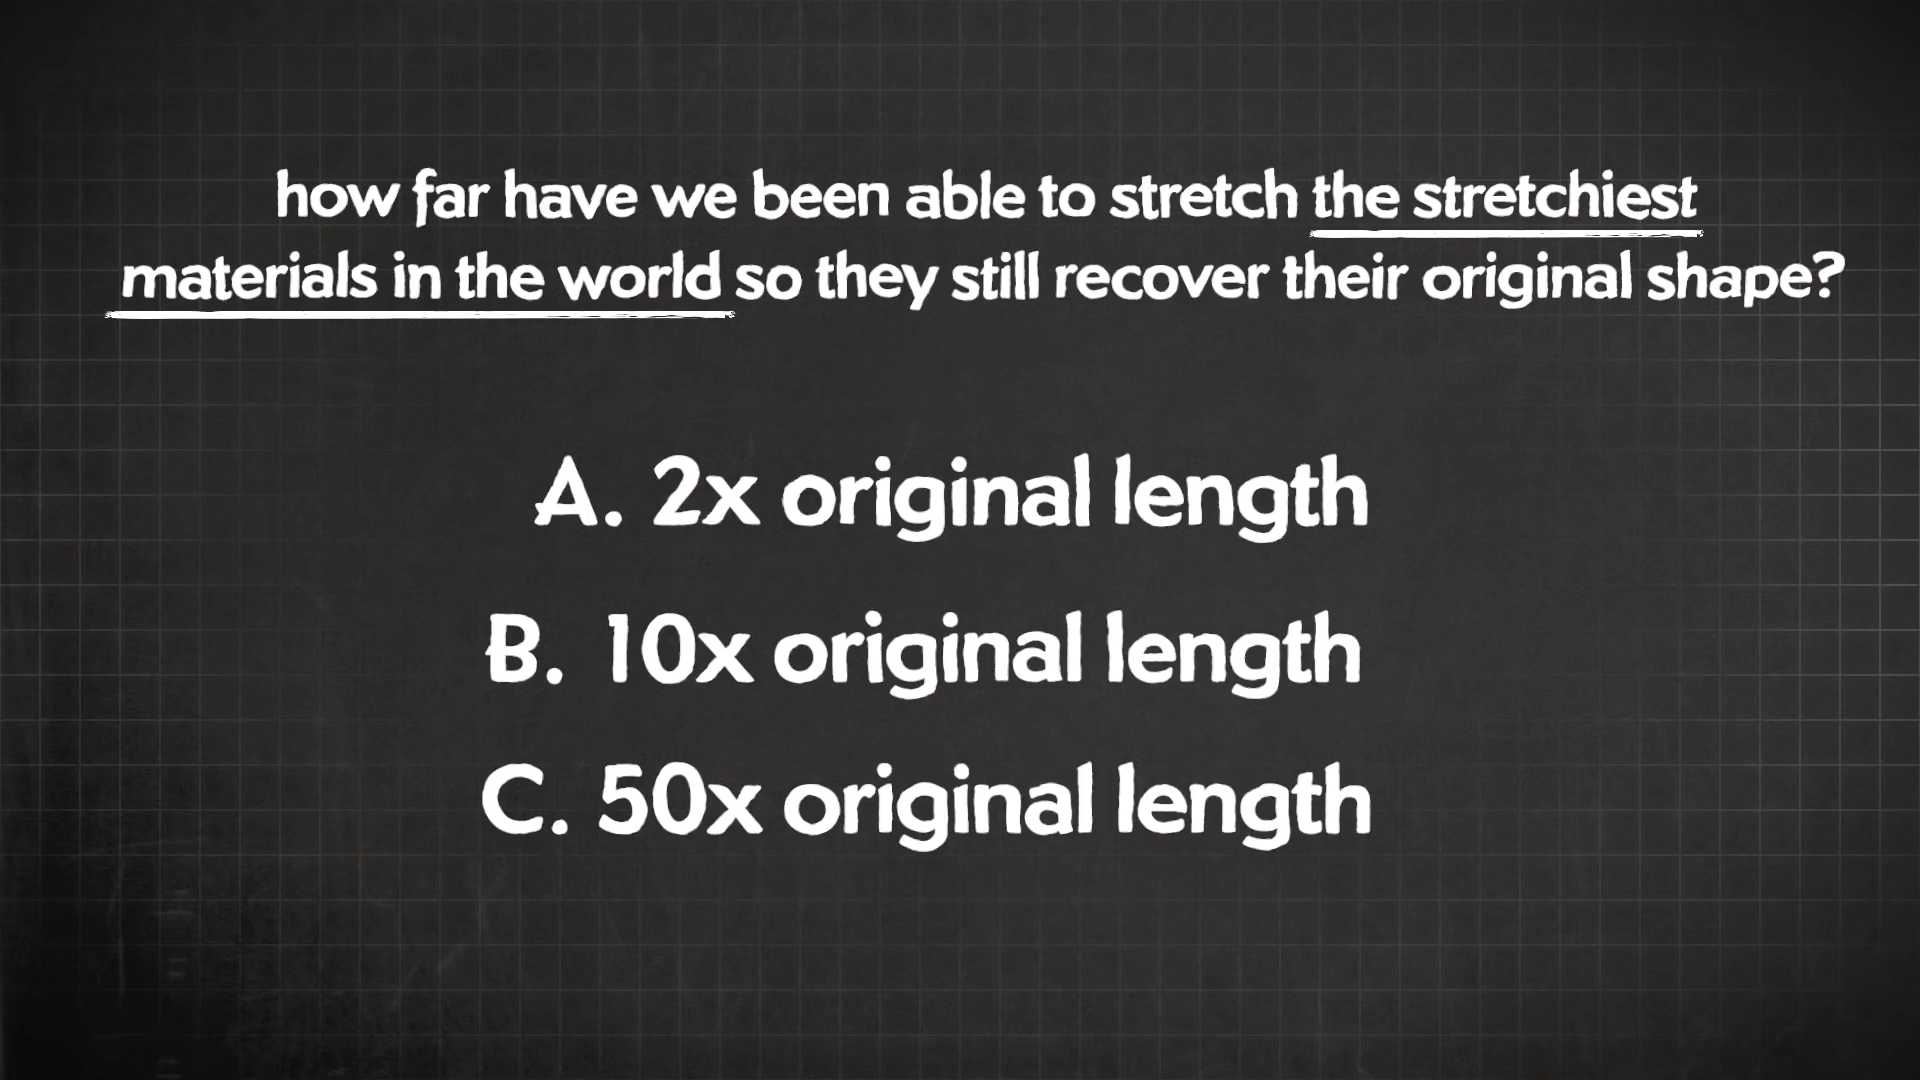 how far have we been able to stretch the stretchiest
materials in the world so they still recover their original shape?
A. 2x original length
B. 10x original length
C. 50x original length